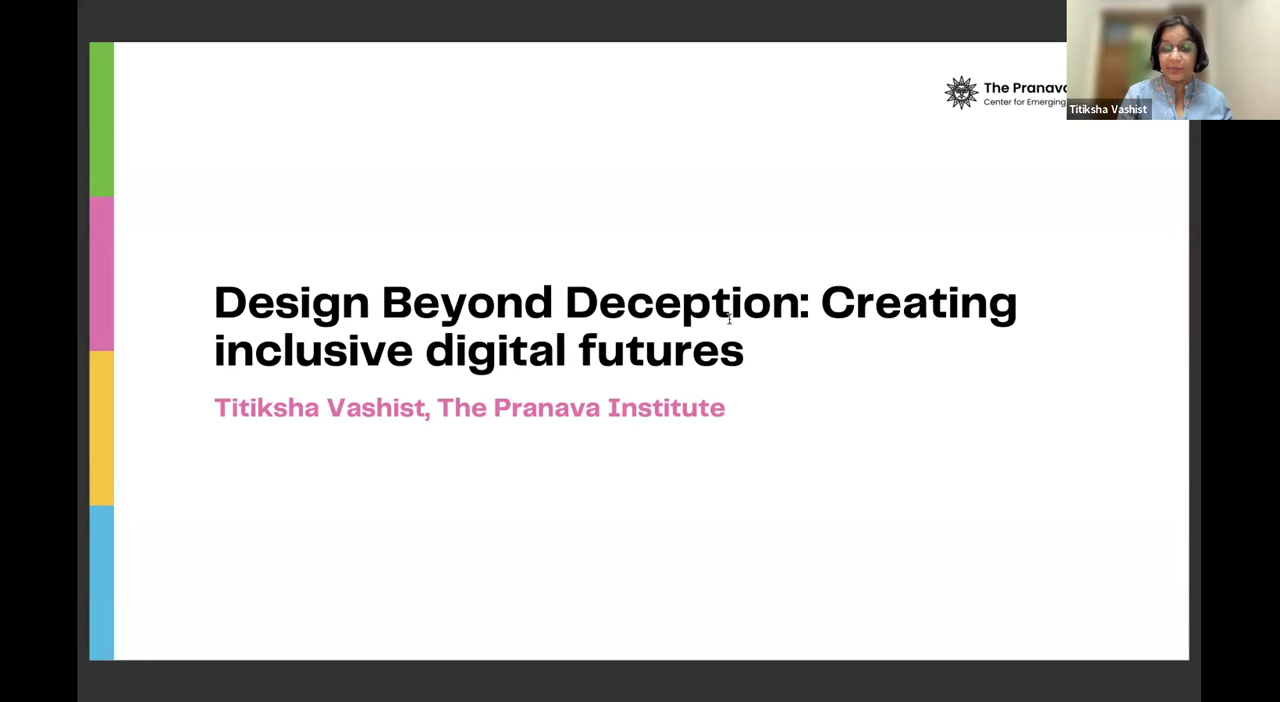 The Pranava
Center for Emerging
Titiksha Vashist
Design Beyond Deception: Creating
inclusive digital futures
Titiksha Vashist, The Pranava Institute